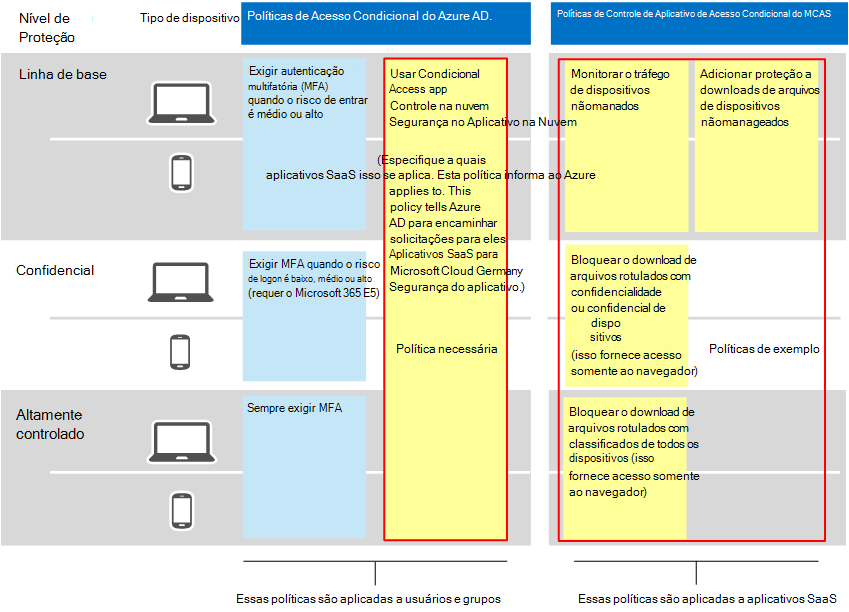 Nível de
Proteção
Tipo de dispositivo
Políticas de Acesso Condicional do Azure AD.
Políticas de Controle de Aplicativo de Acesso Condicional do MCAS
Linha de base
Exigir autenticação
multifatória (MFA)
quando o risco de entrar
é médio ou alto
Usar Condicional
Access app
Controle na nuvem
Segurança no Aplicativo na Nuvem
(Especifique a quais
aplicativos SaaS isso se aplica. Esta política informa ao Azure
applies to. This
policy tells Azure
AD para encaminhar
solicitações para eles
Aplicativos SaaS para
Microsoft Cloud Germany
Segurança do aplicativo.)
Política necessária
Monitorar o tráfego
de dispositivos
nãomanados
Adicionar proteção a
downloads de arquivos
de dispositivos
nãomanageados
Confidencial
Exigir MFA quando o risco
de logon é baixo, médio ou alto
(requer o Microsoft 365 E5)
Bloquear o download de
arquivos rotulados com
confidencialidade
ou confidencial de
dispo
sitivos
(isso fornece acesso
somente ao navegador)
Políticas de exemplo
Altamente
controlado
Sempre exigir MFA
Bloquear o download de
arquivos rotulados com
classificados de todos os
dispositivos (isso
fornece acesso somente
ao navegador)
Essas políticas são aplicadas a usuários e grupos
Essas políticas são aplicadas a aplicativos SaaS